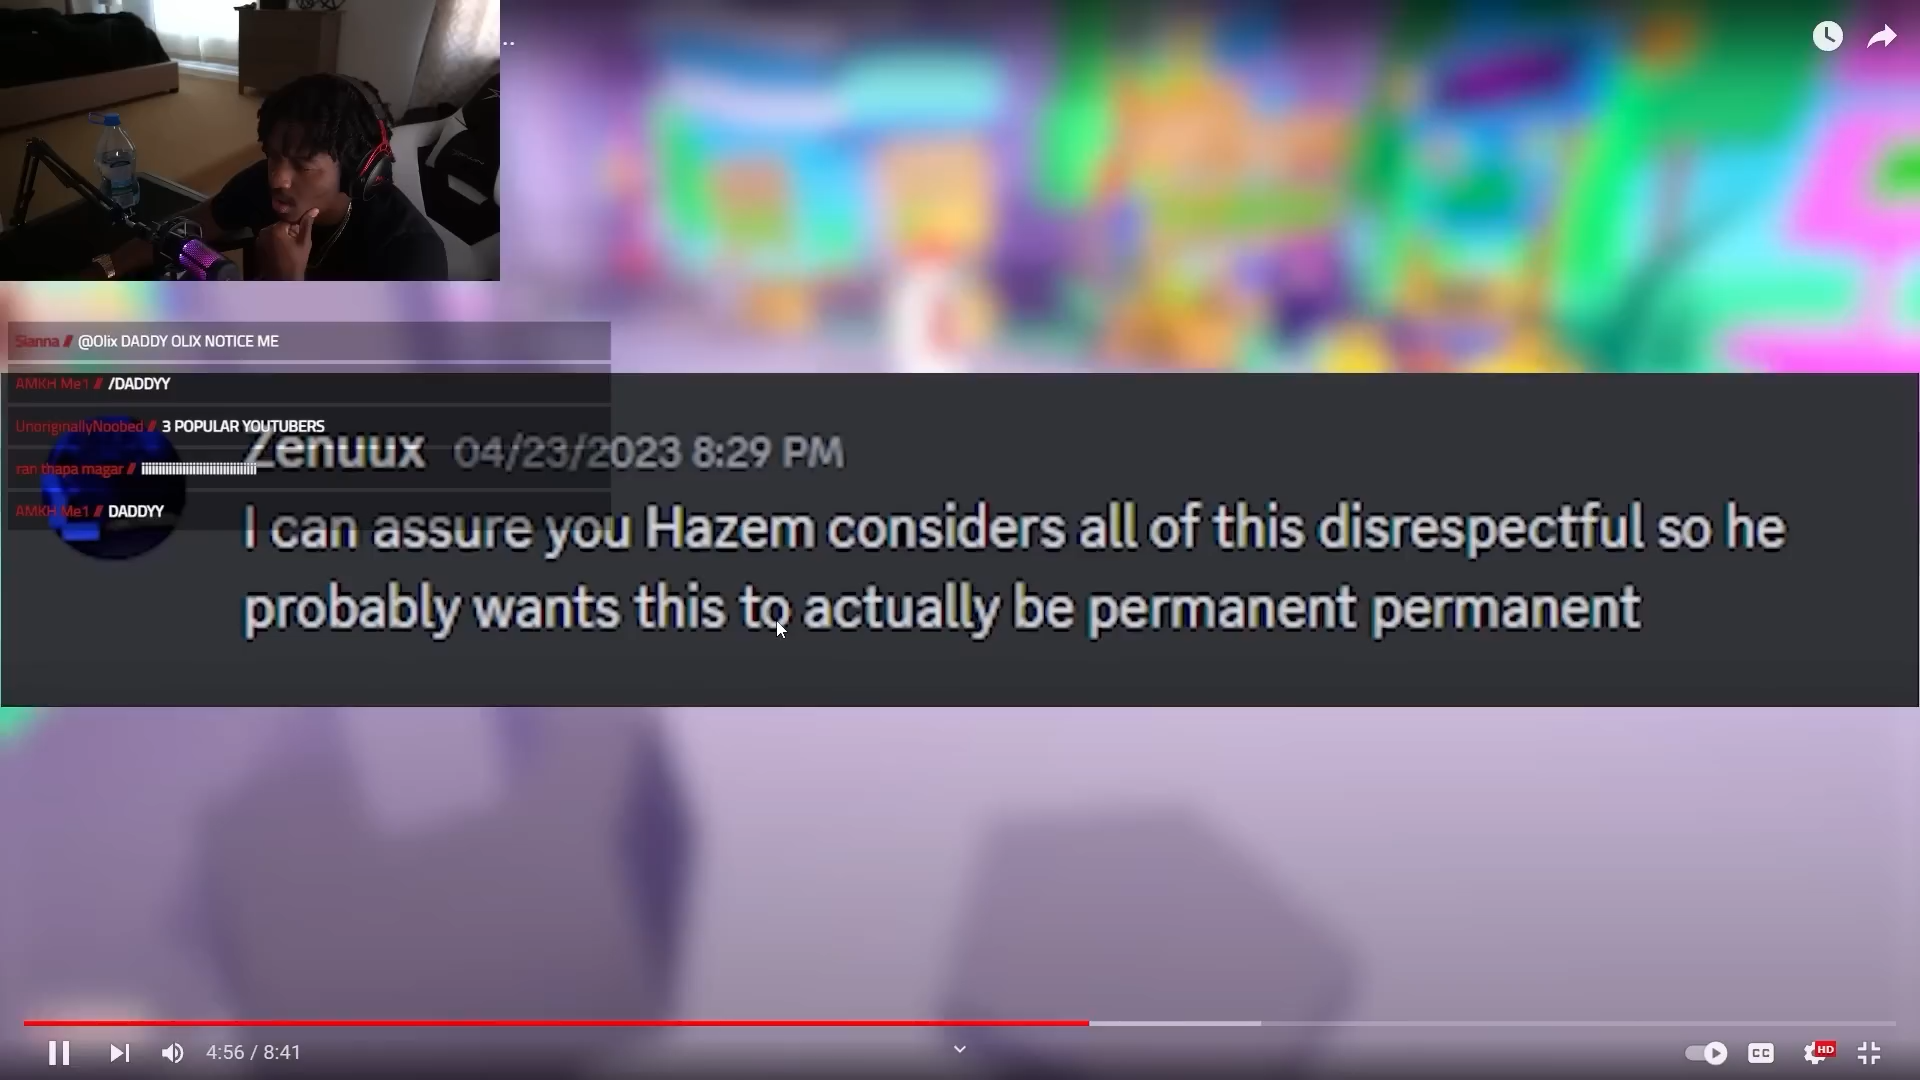 ..
Sianna // @Olix DADDY OLIX NOTICE ME
AMKH Me1 // /DADDYY
UnoriginallyNoobed // 3 POPULAR YOUTUBERS
ran thapa magar //
AMKH Me1 // DADDYY
Zenuux 04/23/2023 8:29 PM
I can assure you Hazem considers all of this disrespectful so he
probably wants this to actually be permanent permanent
4:56 / 8:41
CC
HD